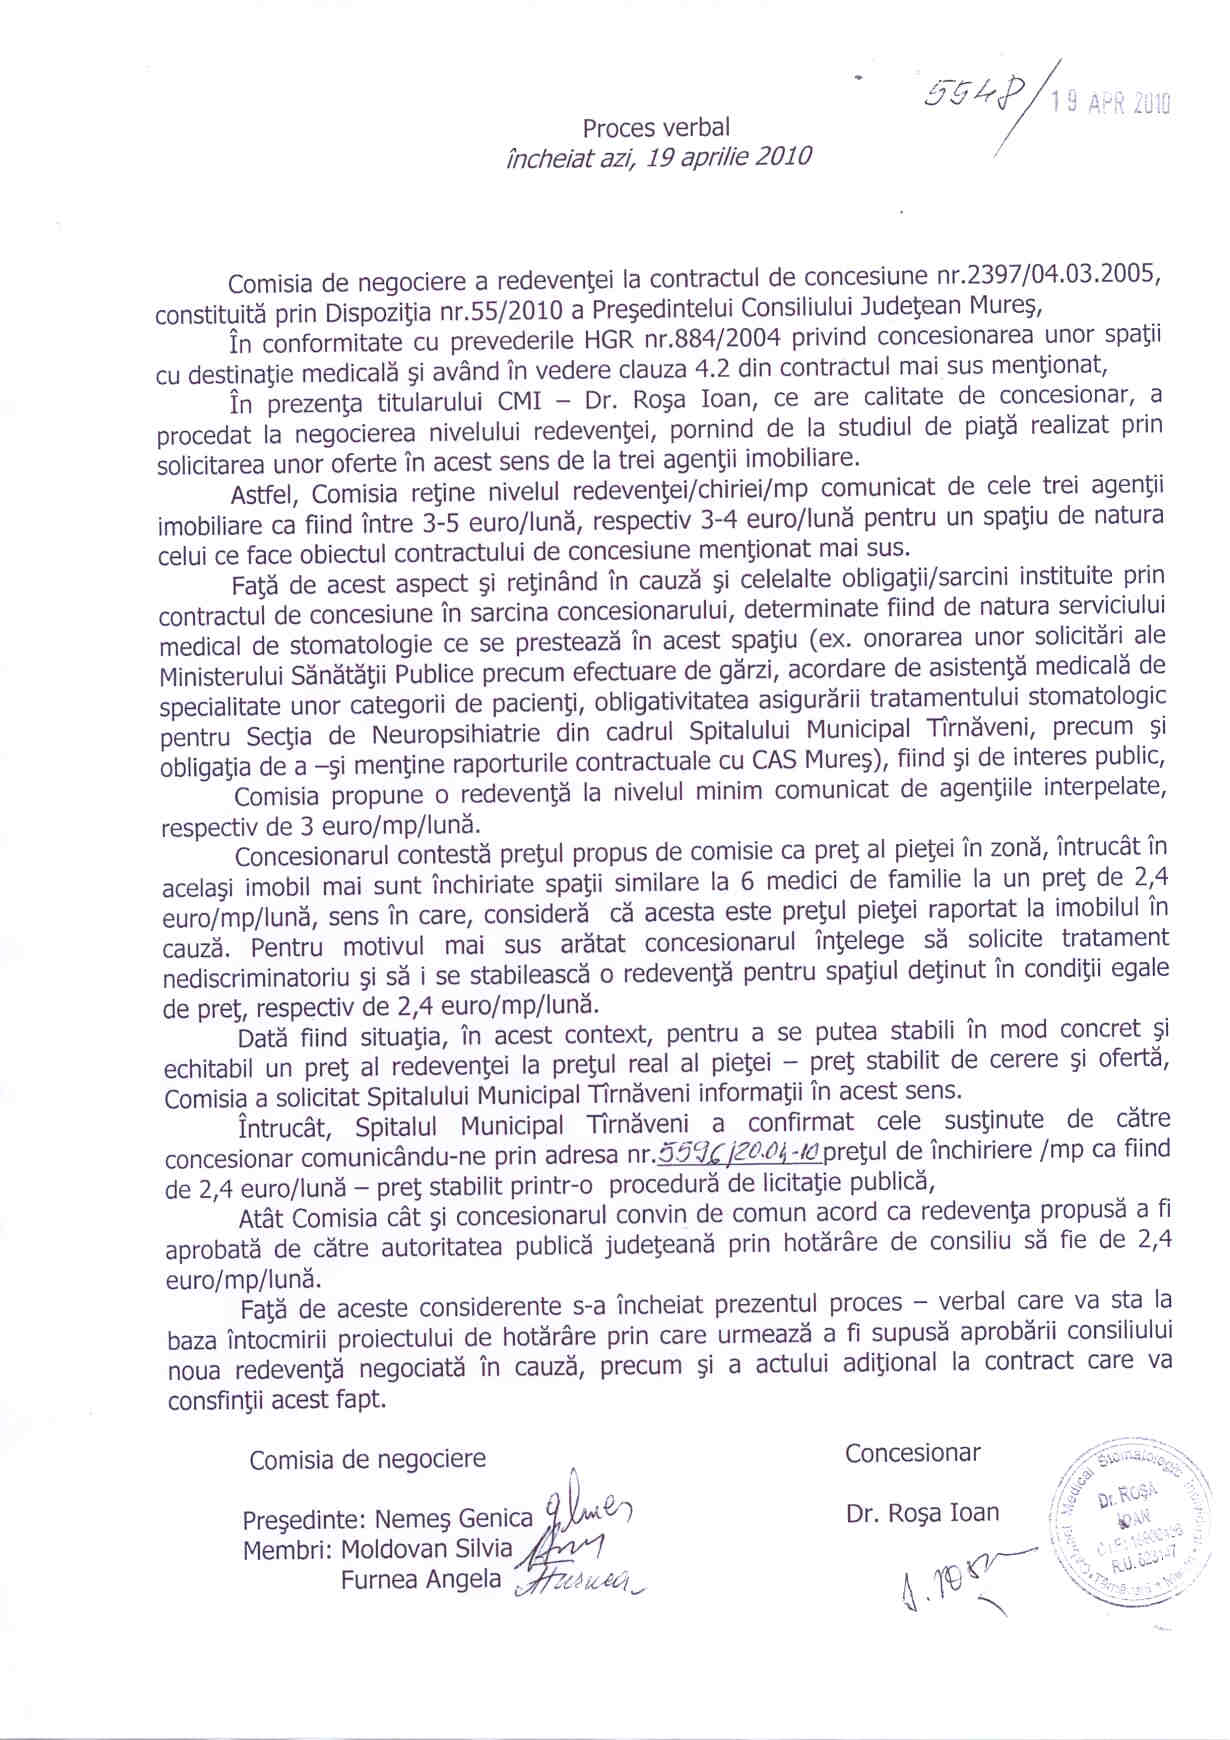 5548/19 APR 2010
Proces verbal
încheiat azi, 19 aprilie 2010
Comisia de negociere a redevenţei la contractul de concesiune nr.2397/04.03.2005,
constituită prin Dispoziţia nr.55/2010 a Preşedintelui Consiliului Judeţean Mureş,
În conformitate cu prevederile HGR nr.884/2004 privind concesionarea unor spaţii
cu destinaţie medicală şi având în vedere clauza 4.2 din contractul mai sus menţionat,
În prezenţa titularului CMI – Dr. Roşa Ioan, ce are calitate de concesionar, a
procedat la negocierea nivelului redevenţei, pornind de la studiul de piaţă realizat prin
solicitarea unor oferte în acest sens de la trei agenţii imobiliare.
Astfel, Comisia reţine nivelul redevenţei/chiriei/mp comunicat de cele trei agenţii
imobiliare ca fiind între 3-5 euro/lună, respectiv 3-4 euro/lună pentru un spaţiu de natura
celui ce face obiectul contractului de concesiune menţionat mai sus.
Faţă de acest aspect şi reţinând în cauză şi celelalte obligaţii/sarcini instituite prin
contractul de concesiune în sarcina concesionarului, determinate fiind de natura serviciului
medical de stomatologie ce se prestează în acest spaţiu (ex. onorarea unor solicitări ale
Ministerului Sănătăţii Publice precum efectuare de gărzi, acordare de asistenţă medicală de
specialitate unor categorii de pacienţi, obligativitatea asigurării tratamentului stomatologic
pentru Secţia de Neuropsihiatrie din cadrul Spitalului Municipal Tîrnăveni, precum şi
obligaţia de a –şi menţine raporturile contractuale cu CAS Mureş), fiind şi de interes public,
Comisia propune o redevenţă la nivelul minim comunicat de agenţiile interpelate,
respectiv de 3 euro/mp/lună.
Concesionarul contestă preţul propus de comisie ca preţ al pieţei în zonă, întrucât în
acelaşi imobil mai sunt închiriate spaţii similare la 6 medici de familie la un preţ de 2,4
euro/mp/lună, sens în care, consideră că acesta este preţul pieţei raportat la imobilul în
cauză. Pentru motivul mai sus arătat concesionarul înţelege să solicite tratament
nediscriminatoriu şi să i se stabilească o redevenţă pentru spaţiul deţinut în condiţii egale
de preţ, respectiv de 2,4 euro/mp/lună.
Dată fiind situaţia, în acest context, pentru a se putea stabili în mod concret şi
echitabil un preţ al redevenţei la preţul real al pieţei – preţ stabilit de cerere şi ofertă,
Comisia a solicitat Spitalului Municipal Tîrnăveni informaţii în acest sens.
Întrucât, Spitalul Municipal Tîrnăveni a confirmat cele susţinute de către
concesionar comunicându-ne prin adresa nr.5596/20.04-10 preţul de închiriere /mp ca fiind
de 2,4 euro/lună – preţ stabilit printr-o procedură de licitaţie publică,
Atât Comisia cât şi concesionarul convin de comun acord ca redevenţa propusă a fi
aprobată de către autoritatea publică judeţeană prin hotărâre de consiliu să fie de 2,4
euro/mp/lună.
Faţă de aceste considerente s-a încheiat prezentul proces – verbal care va sta la
baza întocmirii proiectului de hotărâre prin care urmează a fi supusă aprobării consiliului
noua redevenţă negociată în cauză, precum şi a actului adiţional la contract care va
consfinţii acest fapt.
Comisia de negociere
Concesionar
Preşedinte: Nemeş Genica
Membri: Moldovan Silvia
Furnea Angela
Dr. Roşa Ioan
Dr. ROŞA
IOAN